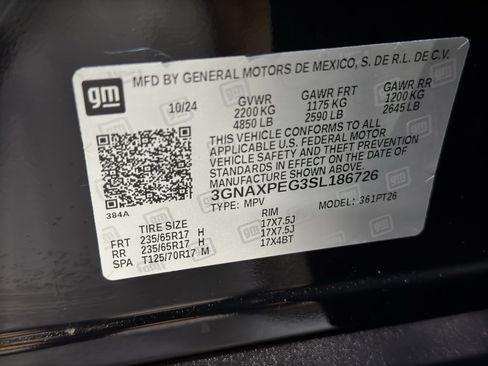 gm
MFD BY GENERAL MOTORS DE MEXICO, S. DE R.L. DE C.V.
10/24 GVWR GAWR FRT GAWR RR
2200 KG 1175 KG 1200 KG
4850 LB 2590 LB 2645 LB
THIS VEHICLE CONFORMS TO ALL
APPLICABLE U.S. FEDERAL MOTOR
VEHICLE SAFETY AND THEFT PREVENTION
STANDARDS IN EFFECT ON THE DATE OF
MANUFACTURE SHOWN ABOVE.
3GNAXPEG3SL186726
TYPE: MPV MODEL: 361PT26
384A
TIRE SIZE RIM
FRT 235/65R17 H 17X7.5J
RR 235/65R17 H 17X7.5J
SPA T125/70R17 M 17X4BT